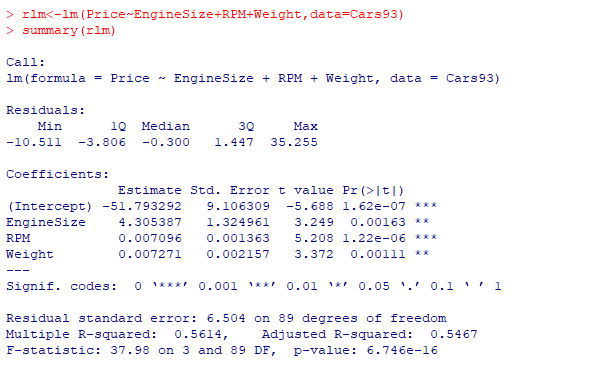 > rlm<-lm(Price~EngineSize+RPM+Weight,data=Cars93)
> summary(rlm)
Call:
lm(formula = Price ~ EngineSize + RPM + Weight, data = Cars93)
Residuals:
    Min      1Q  Median      3Q     Max
-10.511  -3.806  -0.300   1.447  35.255
Coefficients:
              Estimate Std. Error t value Pr(>|t|)
(Intercept) -51.793292   9.106309  -5.688 1.62e-07 ***
EngineSize    4.305387   1.324961   3.249  0.00163 **
RPM           0.007096   0.001363   5.208 1.22e-06 ***
Weight        0.007271   0.002157   3.372  0.00111 **
---
Signif. codes:  0 ‘***’ 0.001 ‘**’ 0.01 ‘*’ 0.05 ‘.’ 0.1 ‘ ’ 1
Residual standard error: 6.504 on 89 degrees of freedom
Multiple R-squared:  0.5614,    Adjusted R-squared:  0.5467
F-statistic: 37.98 on 3 and 89 DF,  p-value: 6.746e-16